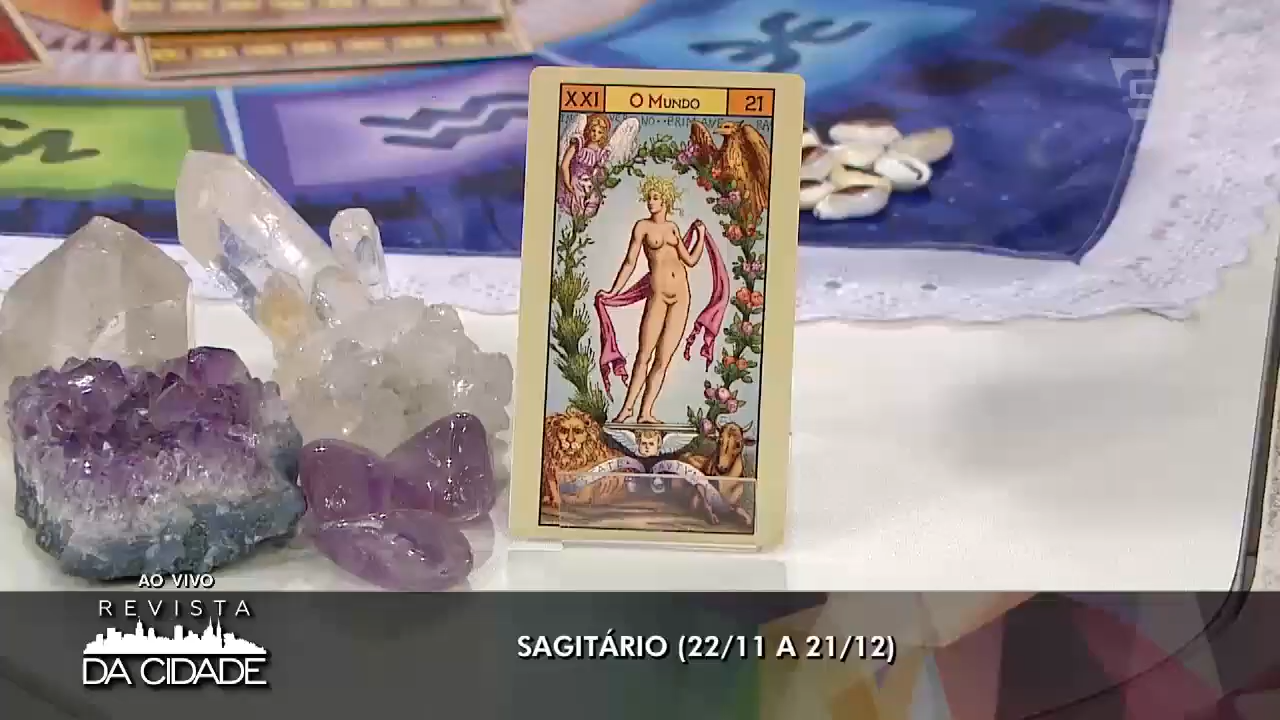 XXI O MUNDO 21
AO VIVO
REVISTA
DA CIDADE
SAGITÁRIO (22/11 A 21/12)